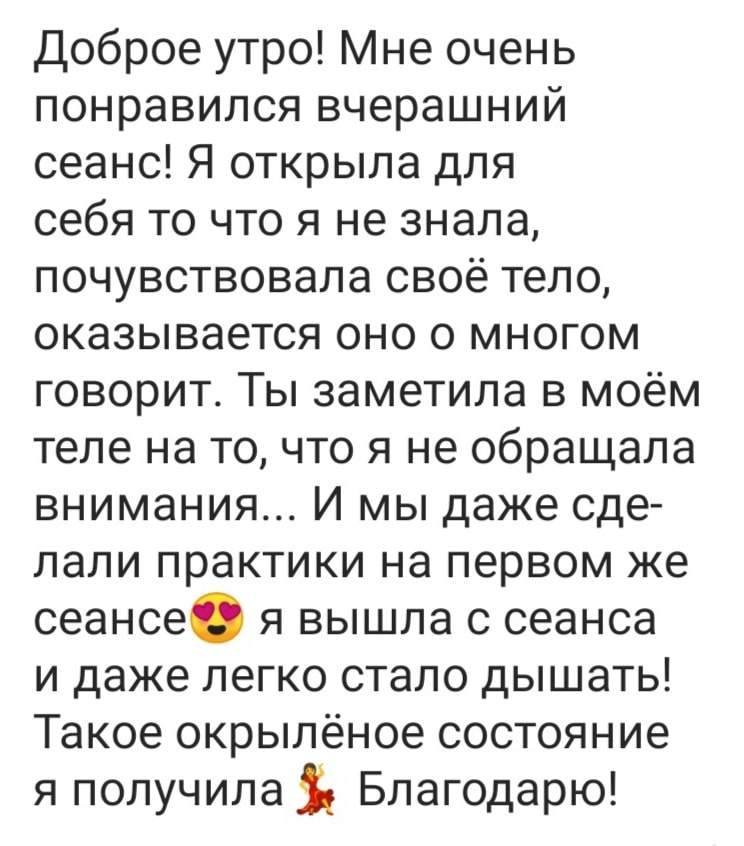 Доброе утро! Мне очень
понравился вчерашний
сеанс! Я открыла для
себя то что я не знала,
почувствовала своё тело,
оказывается оно о многом
говорит. Ты заметила в моём
теле на то, что я не обращала
внимания... И мы даже сде-
лали практики на первом же
сеансе😍 я вышла с сеанса
и даже легко стало дышать!
Такое окрылёное состояние
я получила💃 Благодарю!